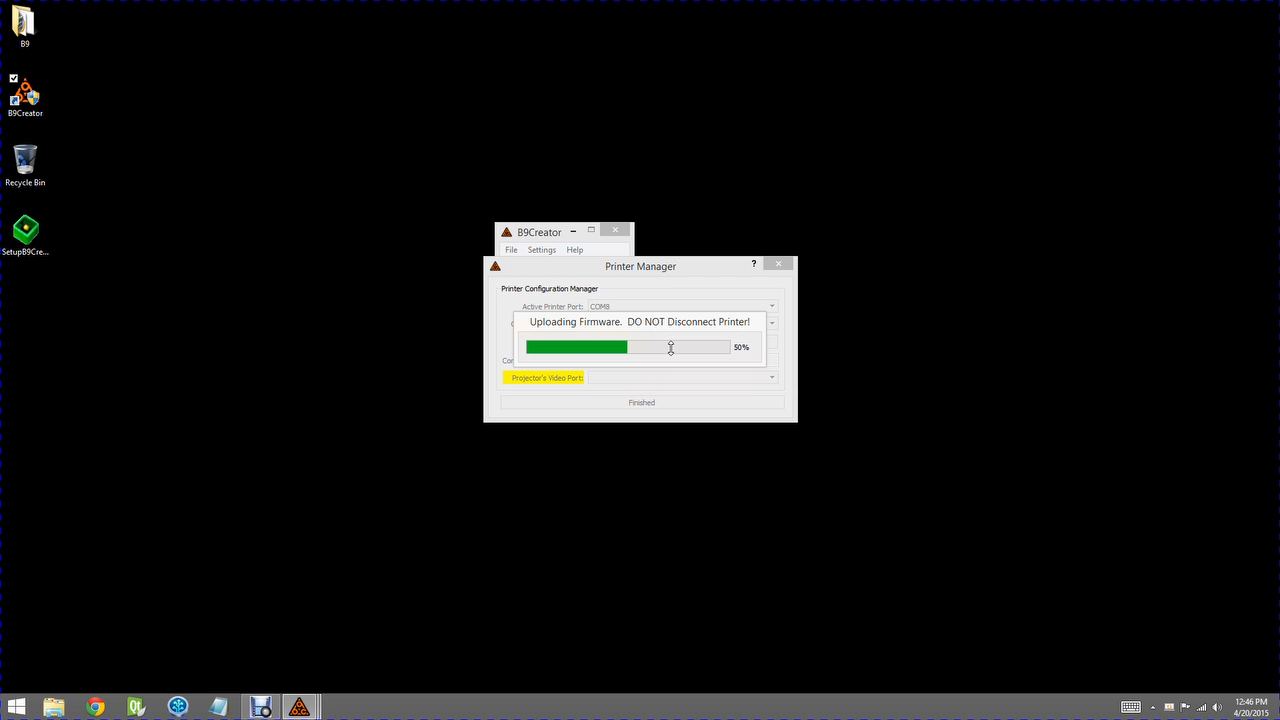 B9
B9Creator
Recycle Bin
SetupB9Cre...
B9Creator
File Settings Help
Printer Manager
?
Printer Configuration Manager
Active Printer Port: COM8
Uploading Firmware. DO NOT Disconnect Printer!
50%
Projector's Video Port:
Finished
12:46 PM
4/20/2015